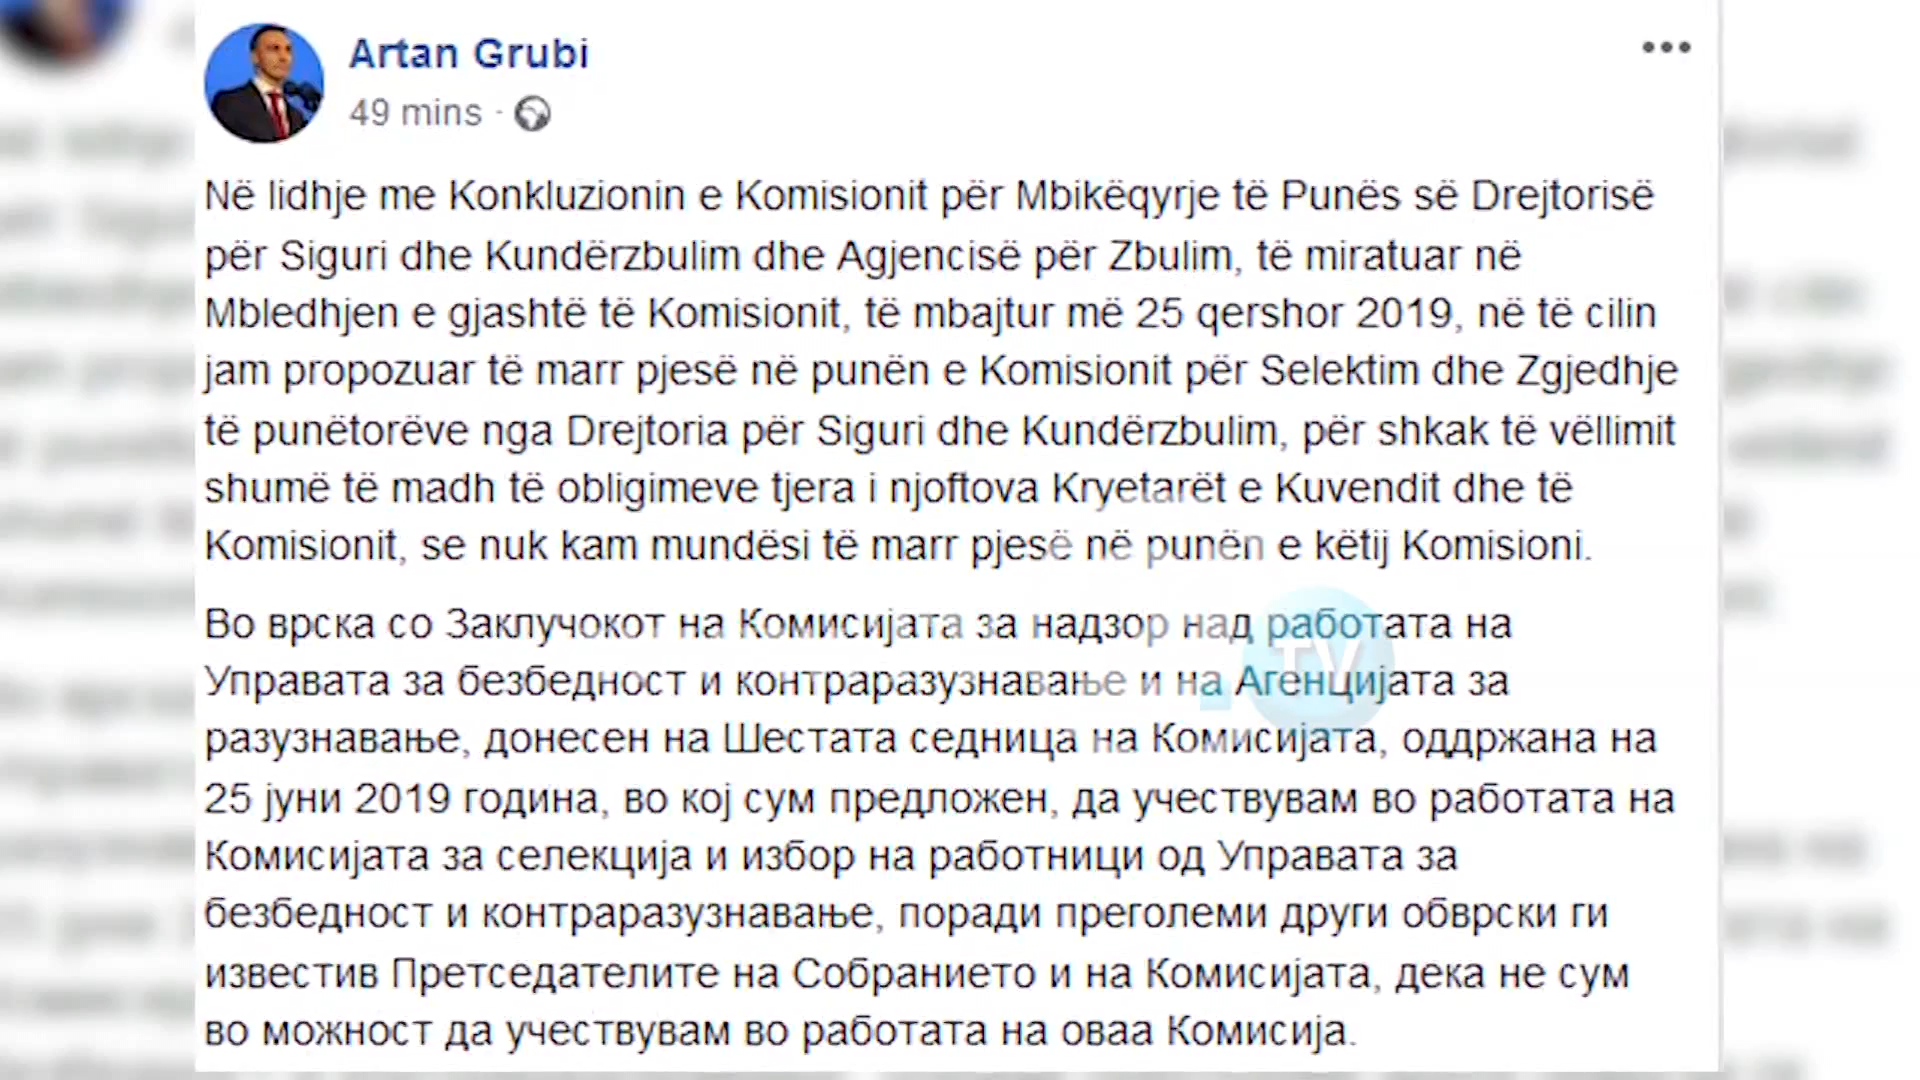 Artan Grubi
49 mins ·
Në lidhje me Konkluzionin e Komisionit për Mbikëqyrje të Punës së Drejtorisë
për Siguri dhe Kundërzbulim dhe Agjencisë për Zbulim, të miratuar në
Mbledhjen e gjashtë të Komisionit, të mbajtur më 25 qershor 2019, në të cilin
jam propozuar të marr pjesë në punën e Komisionit për Selektim dhe Zgjedhje
të punëtorëve nga Drejtoria për Siguri dhe Kundërzbulim, për shkak të vëllimit
shumë të madh të obligimeve tjera i njoftova Kryetarët e Kuvendit dhe të
Komisionit, se nuk kam mundësi të marr pjesë në punën e këtij Komisioni.
Во врска со Заклучокот на Комисијата за надзор над работата на
Управата за безбедност и контраразузнавање и на Агенцијата за
разузнавање, донесен на Шестата седница на Комисијата, оддржана на
25 јуни 2019 година, во кој сум предложен, да учествувам во работата на
Комисијата за селекција и избор на работници од Управата за
безбедност и контраразузнавање, поради преголеми други обврски ги
известив Претседателите на Собранието и на Комисијата, дека не сум
во можност да учествувам во работата на оваа Комисија.
TV